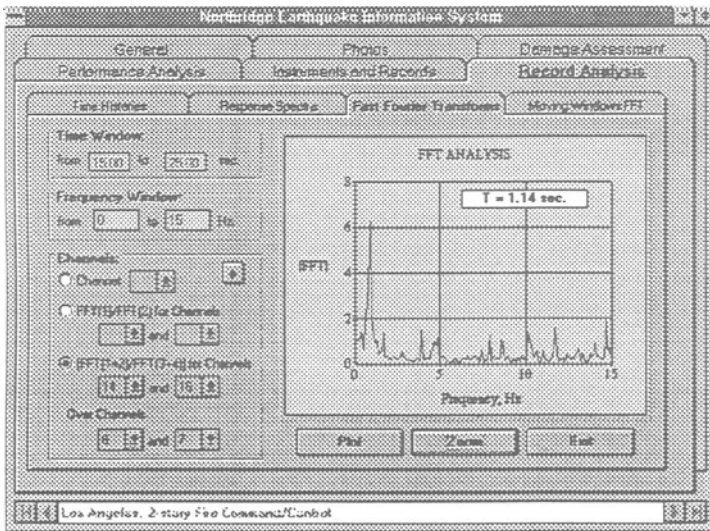 Northridge Earthquake Information System
General Photos Damage Assessment
Performance Analysis Instruments and Records Record Analysis
Time Histories Response Spectra Fast Fourier Transforms Moving Windows FFT
Time Window:
from 15.00 to 25.00 sec.
Frequency Window:
from 0 to 15 Hz.
Channels:
Channel
FFT(1)/FFT(2) for Channels
and
[FFT(1+2)/FFT(3+4)] for Channels
14 and 16
Over Channels
6 and 7
FFT ANALYSIS
T = 1.14 sec.
8
6
|FFT|
4
2
0
0 5 10 15
Frequency, Hz
Plot Zoom Exit
Los Angeles, 2-story Fire Command/Control